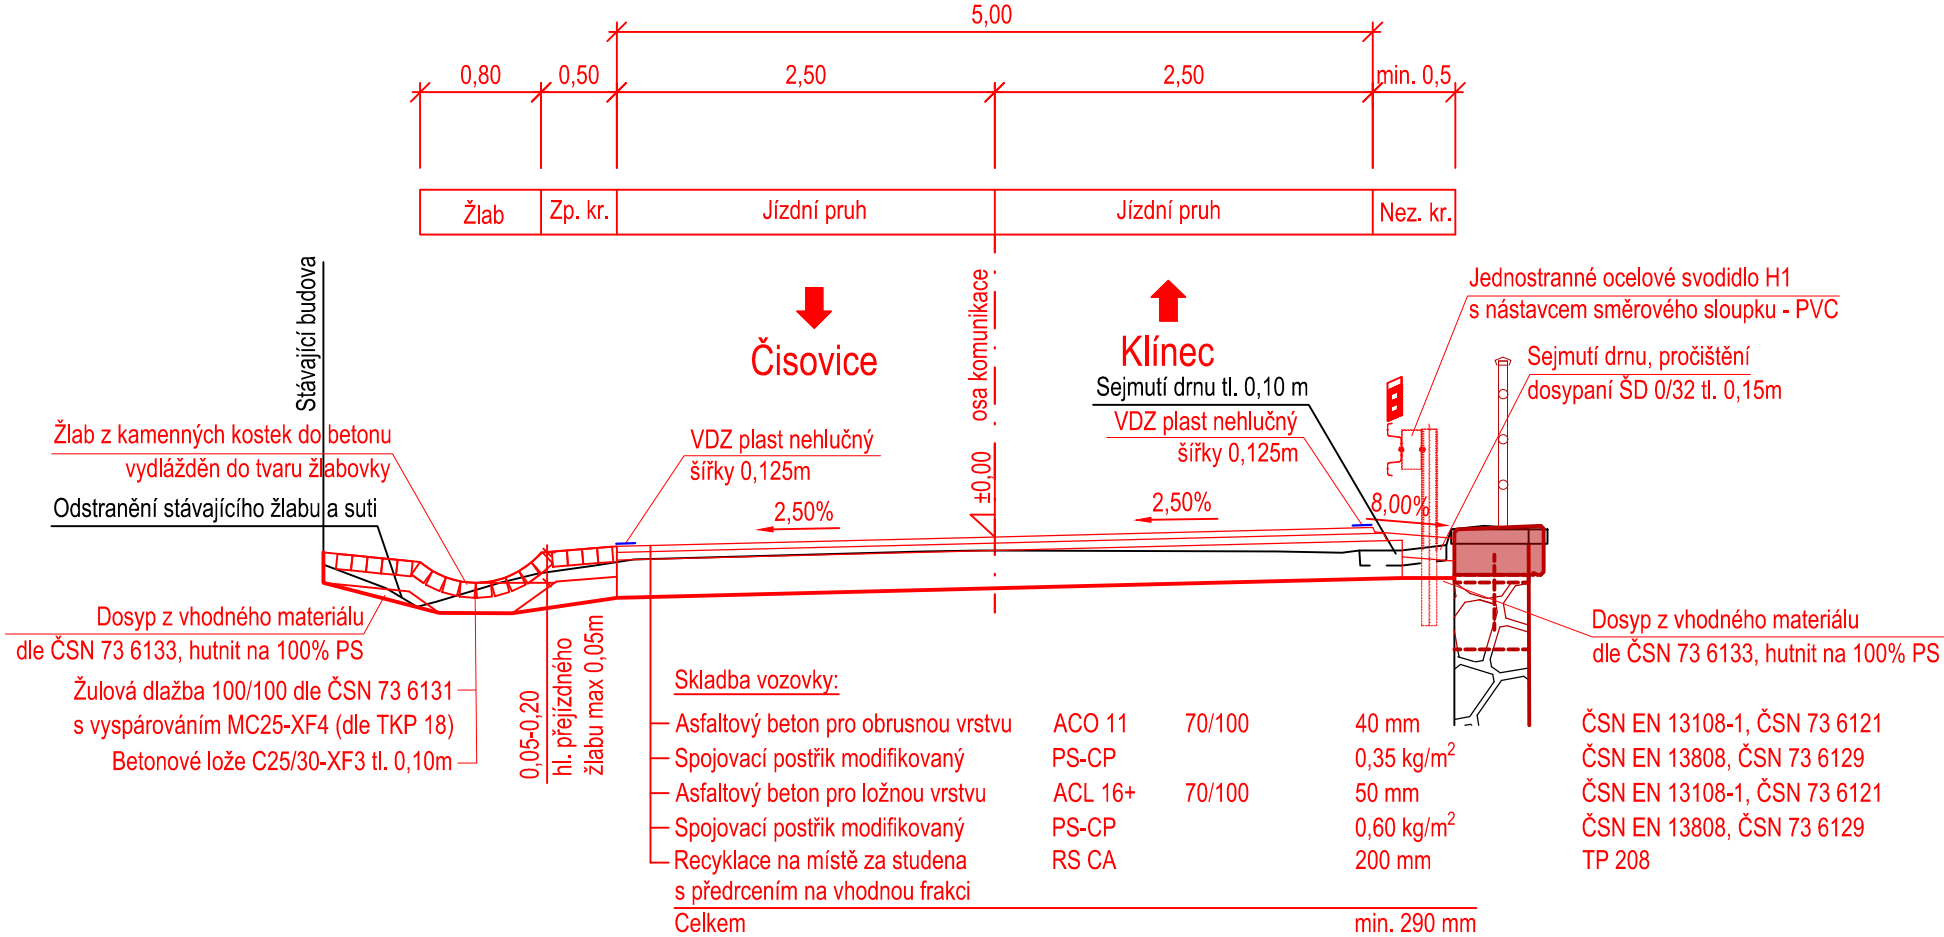 5,00
0,80
0,50
2,50
2,50
min. 0,5
Žlab
Zp. kr.
Jízdní pruh
Jízdní pruh
Nez. kr.
Stávající budova
Čisovice
osa komunikace
±0,00
Klínec
Jednostranné ocelové svodidlo H1
s nástavcem směrového sloupku - PVC
Sejmutí drnu, pročištění
dosypaní ŠD 0/32 tl. 0,15m
Sejmutí drnu tl. 0,10 m
VDZ plast nehlučný
šířky 0,125m
VDZ plast nehlučný
šířky 0,125m
Žlab z kamenných kostek do betonu
vydlážděn do tvaru žlabovky
Odstranění stávajícího žlabu a suti
2,50%
2,50%
8,00%
Dosyp z vhodného materiálu
dle ČSN 73 6133, hutnit na 100% PS
Žulová dlažba 100/100 dle ČSN 73 6131
s vyspárováním MC25-XF4 (dle TKP 18)
Betonové lože C25/30-XF3 tl. 0,10m
0,05-0,20
hl. přejízdného
žlabu max 0,05m
Dosyp z vhodného materiálu
dle ČSN 73 6133, hutnit na 100% PS
Skladba vozovky:
Asfaltový beton pro obrusnou vrstvu ACO 11 70/100 40 mm ČSN EN 13108-1, ČSN 73 6121
Spojovací postřik modifikovaný PS-CP 0,35 kg/m² ČSN EN 13808, ČSN 73 6129
Asfaltový beton pro ložnou vrstvu ACL 16+ 70/100 50 mm ČSN EN 13108-1, ČSN 73 6121
Spojovací postřik modifikovaný PS-CP 0,60 kg/m² ČSN EN 13808, ČSN 73 6129
Recyklace na místě za studena RS CA 200 mm TP 208
s předrcením na vhodnou frakci
Celkem min. 290 mm